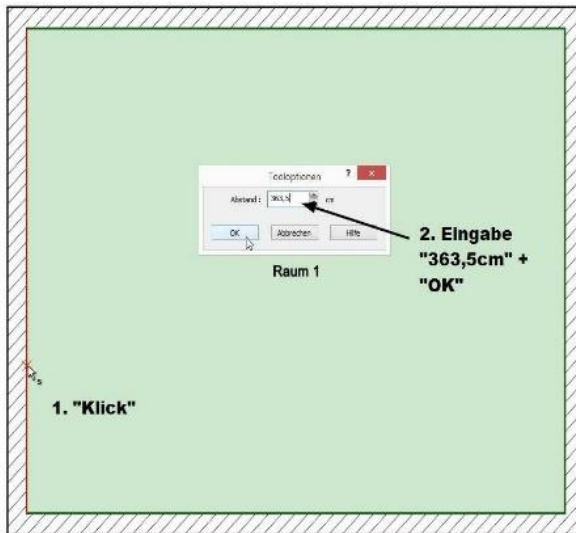 Tooloptionen ?
Abstand : 363,5 cm
OK Abbrechen Hilfe
Raum 1
2. Eingabe
"363,5cm" +
"OK"
1. "Klick"